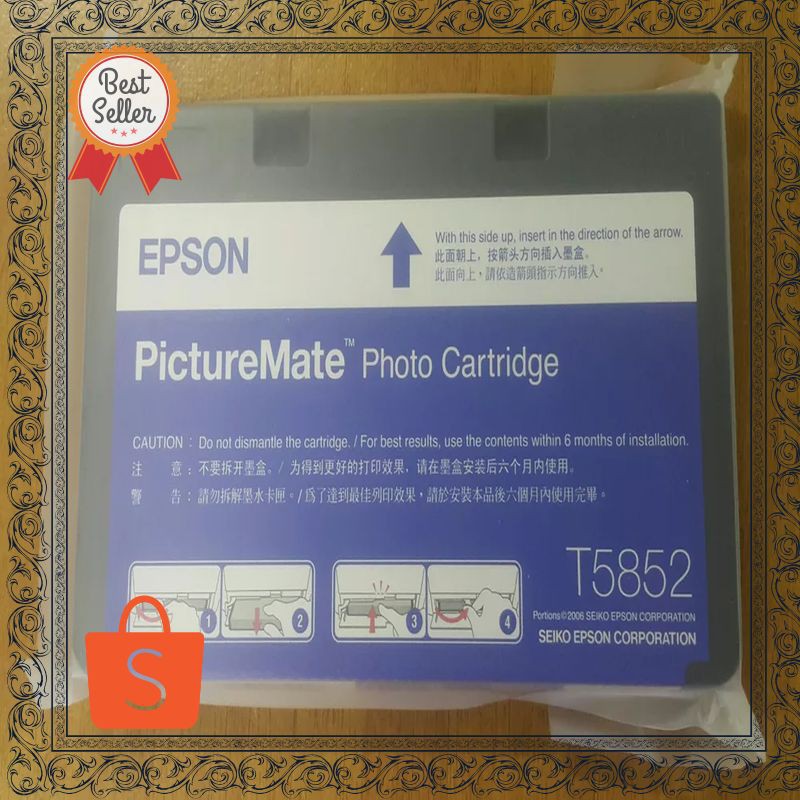 Best
Seller
EPSON
With this side up, insert in the direction of the arrow.
此面朝上，按箭头方向插入墨盒。
此面向上，請依造箭頭指示方向推入。
PictureMate™ Photo Cartridge
CAUTION : Do not dismantle the cartridge. / For best results, use the contents within 6 months of installation.
注 意：不要拆开墨盒。/ 为得到更好的打印效果，请在墨盒安装后六个月内使用。
警 告：請勿拆解墨水卡匣。/ 爲了達到最佳列印效果，請於安裝本品後六個月內使用完畢。
T5852
1 2 3 4
Portions©2006 SEIKO EPSON CORPORATION
SEIKO EPSON CORPORATION
S